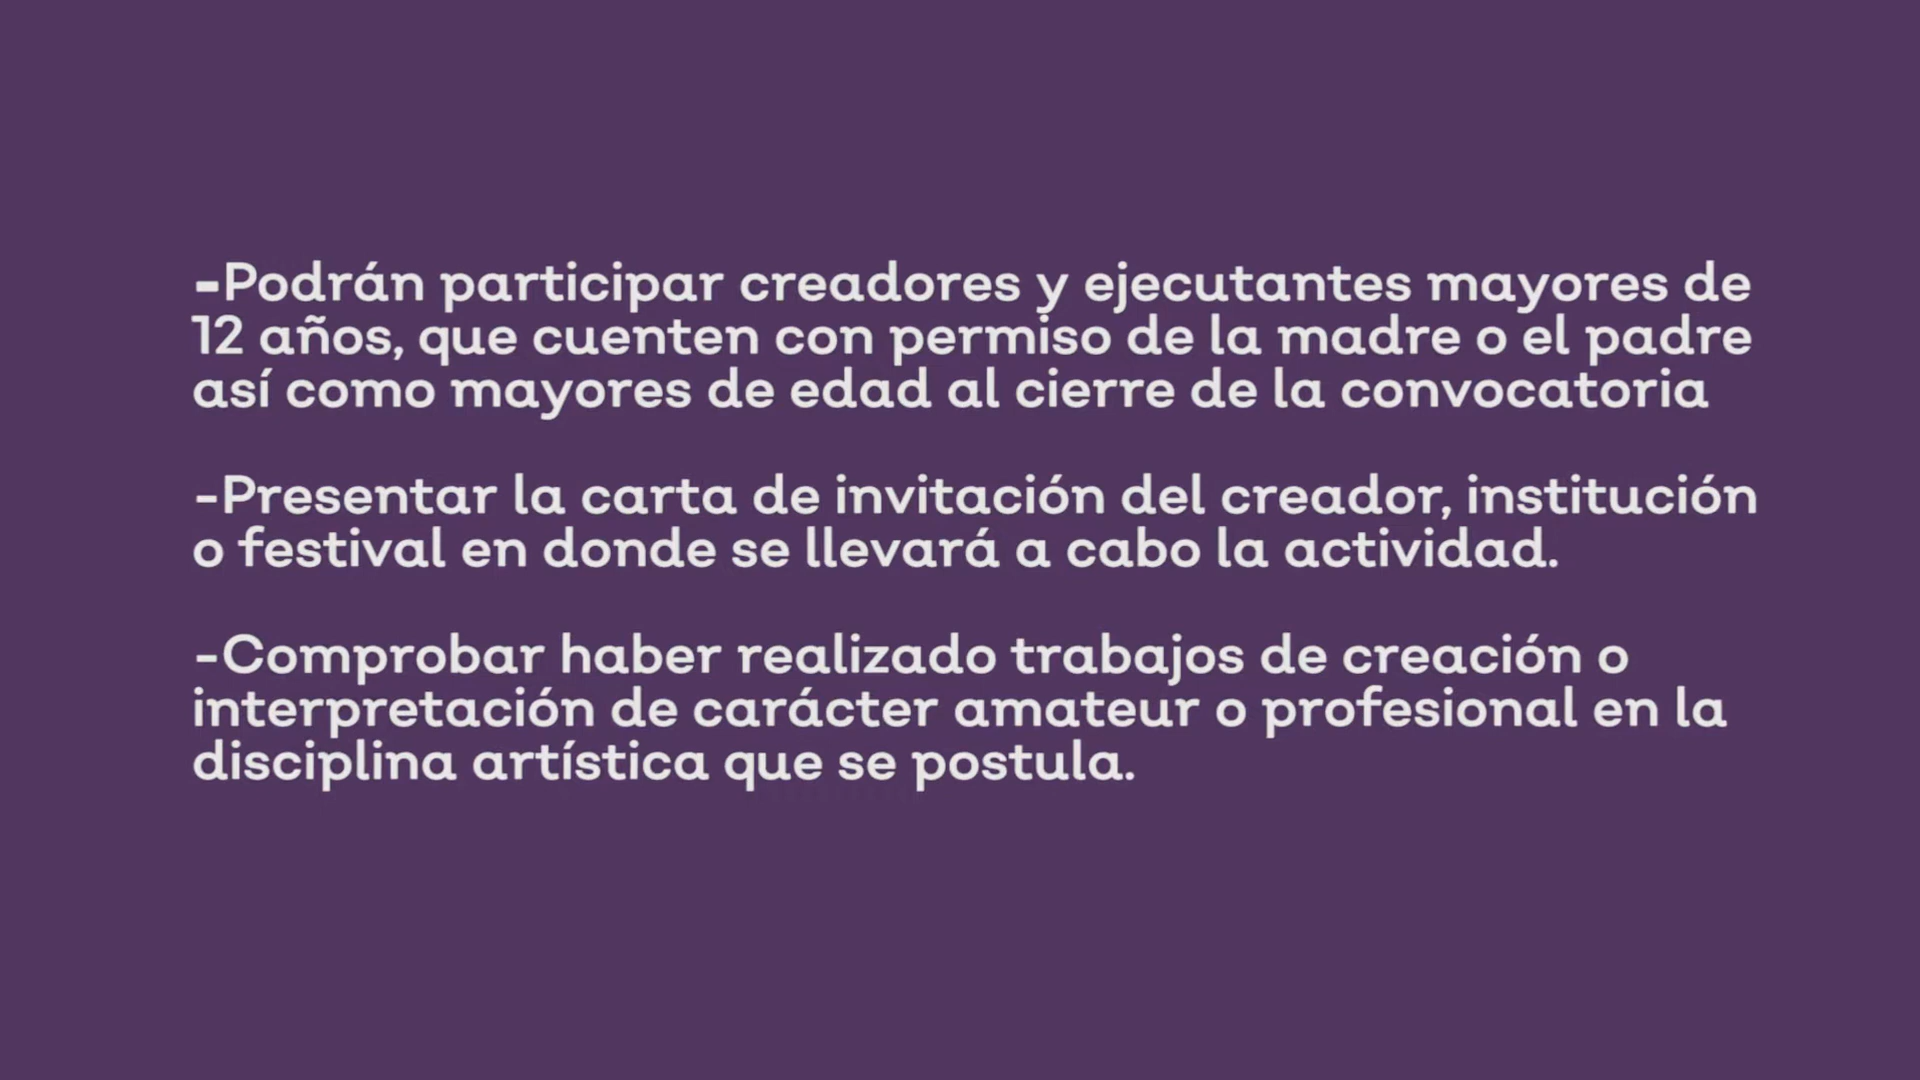 -Podrán participar creadores y ejecutantes mayores de
12 años, que cuenten con permiso de la madre o el padre
así como mayores de edad al cierre de la convocatoria
-Presentar la carta de invitación del creador, institución
o festival en donde se llevará a cabo la actividad.
-Comprobar haber realizado trabajos de creación o
interpretación de carácter amateur o profesional en la
disciplina artística que se postula.